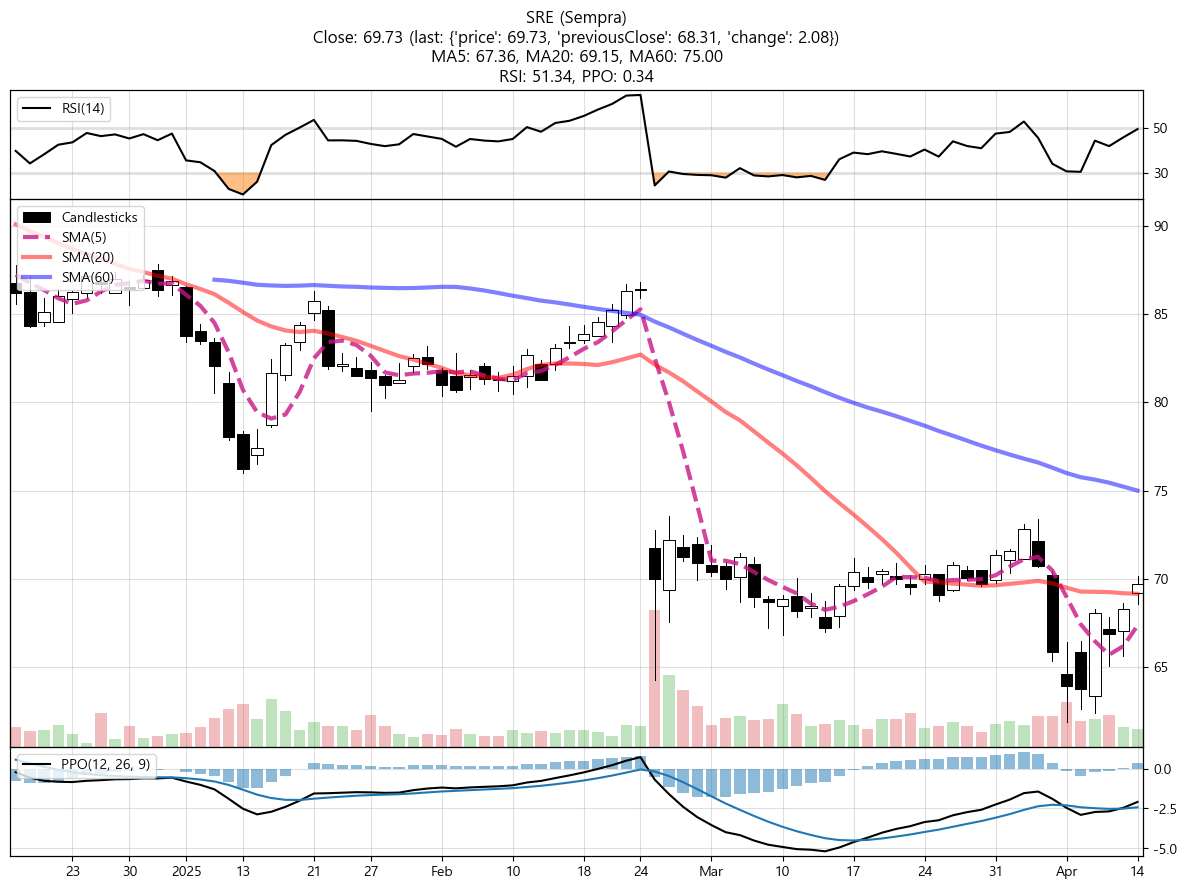 SRE (Sempra)
Close: 69.73 (last: {'price': 69.73, 'previousClose': 68.31, 'change': 2.08})
MA5: 67.36, MA20: 69.15, MA60: 75.00
RSI: 51.34, PPO: 0.34
RSI(14)
50
30
Candlesticks
SMA(5)
SMA(20)
SMA(60)
90
85
80
75
70
65
PPO(12, 26, 9)
0.0
-2.5
-5.0
23 30 2025 13 21 27 Feb 10 18 24 Mar 10 17 24 31 Apr 14